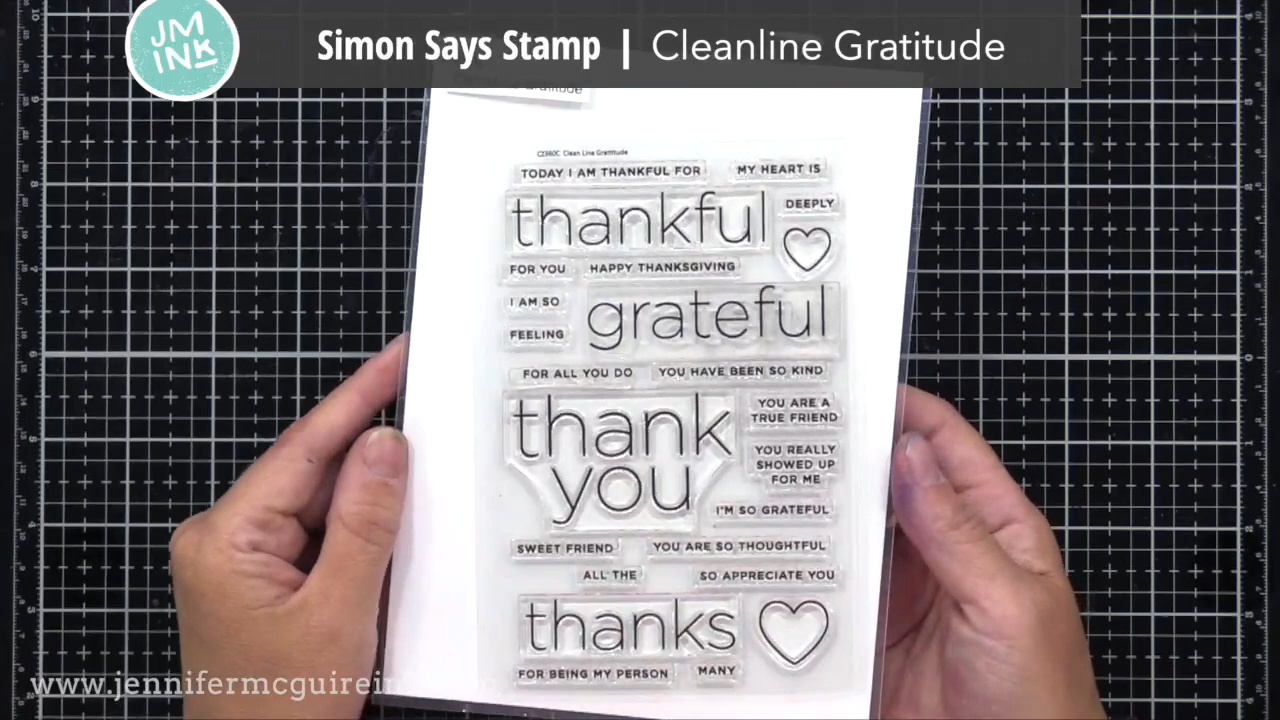 JM
INK
Simon Says Stamp | Cleanline Gratitude
Gratitude
CZ360C Clean Line Gratitude
TODAY I AM THANKFUL FOR MY HEART IS
thankful DEEPLY
FOR YOU HAPPY THANKSGIVING
I AM SO
grateful
FEELING
FOR ALL YOU DO YOU HAVE BEEN SO KIND
thank
you
YOU ARE A
TRUE FRIEND
YOU REALLY
SHOWED UP
FOR ME
I'M SO GRATEFUL
SWEET FRIEND YOU ARE SO THOUGHTFUL
ALL THE SO APPRECIATE YOU
thanks
FOR BEING MY PERSON MANY